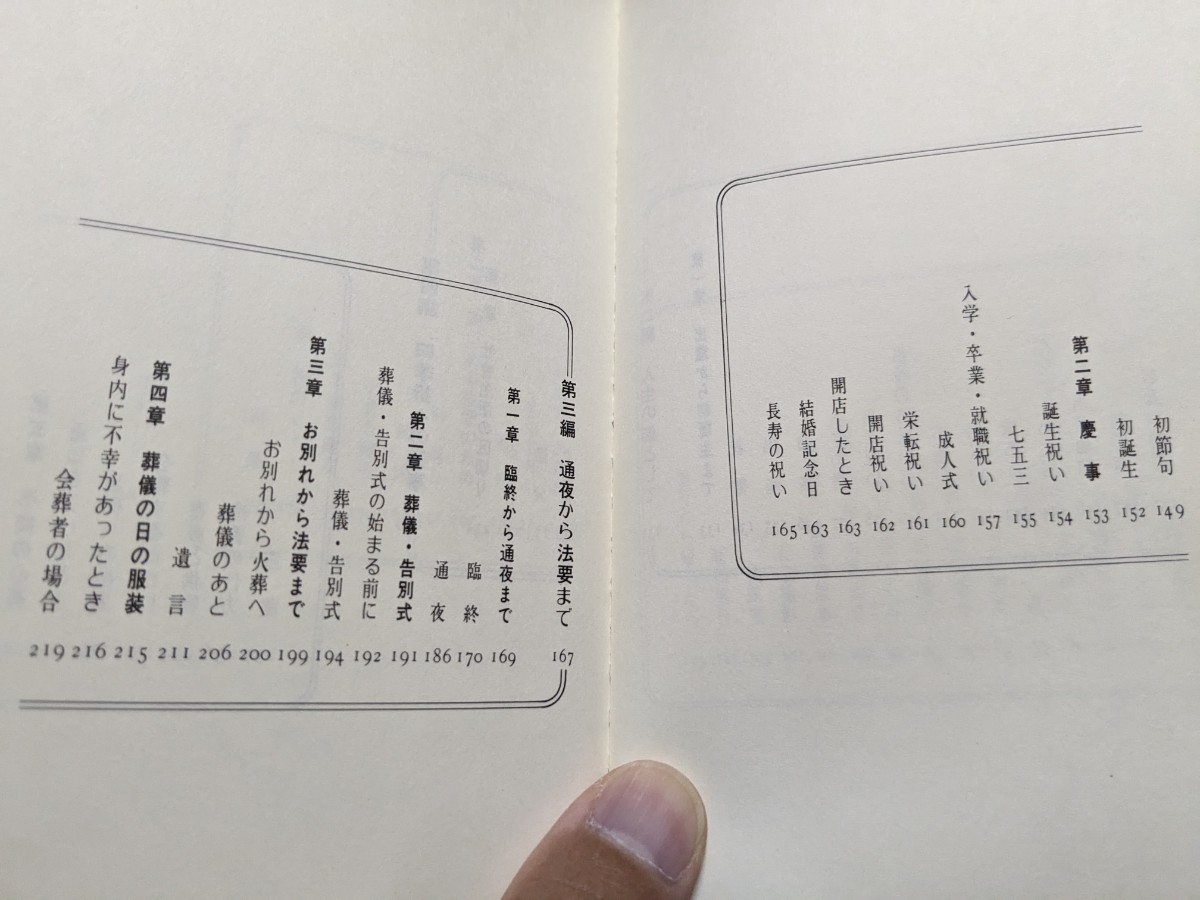 初節句 149
初誕生 152
第二章 慶事 153
誕生祝い 154
七五三 155
入学・卒業・就職祝い 157
成人式 160
栄転祝い 161
開店祝い 162
開店したとき 163
結婚記念日 163
長寿の祝い 165
第三編 通夜から法要まで 167
第一章 臨終から通夜まで 169
臨終 170
通夜 186
第二章 葬儀・告別式 191
葬儀・告別式の始まる前に 192
葬儀・告別式 194
第三章 お別れから法要まで 199
お別れから火葬へ 200
葬儀のあと 206
遺言 211
第四章 葬儀の日の服装 215
身内に不幸があったとき 216
会葬者の場合 219